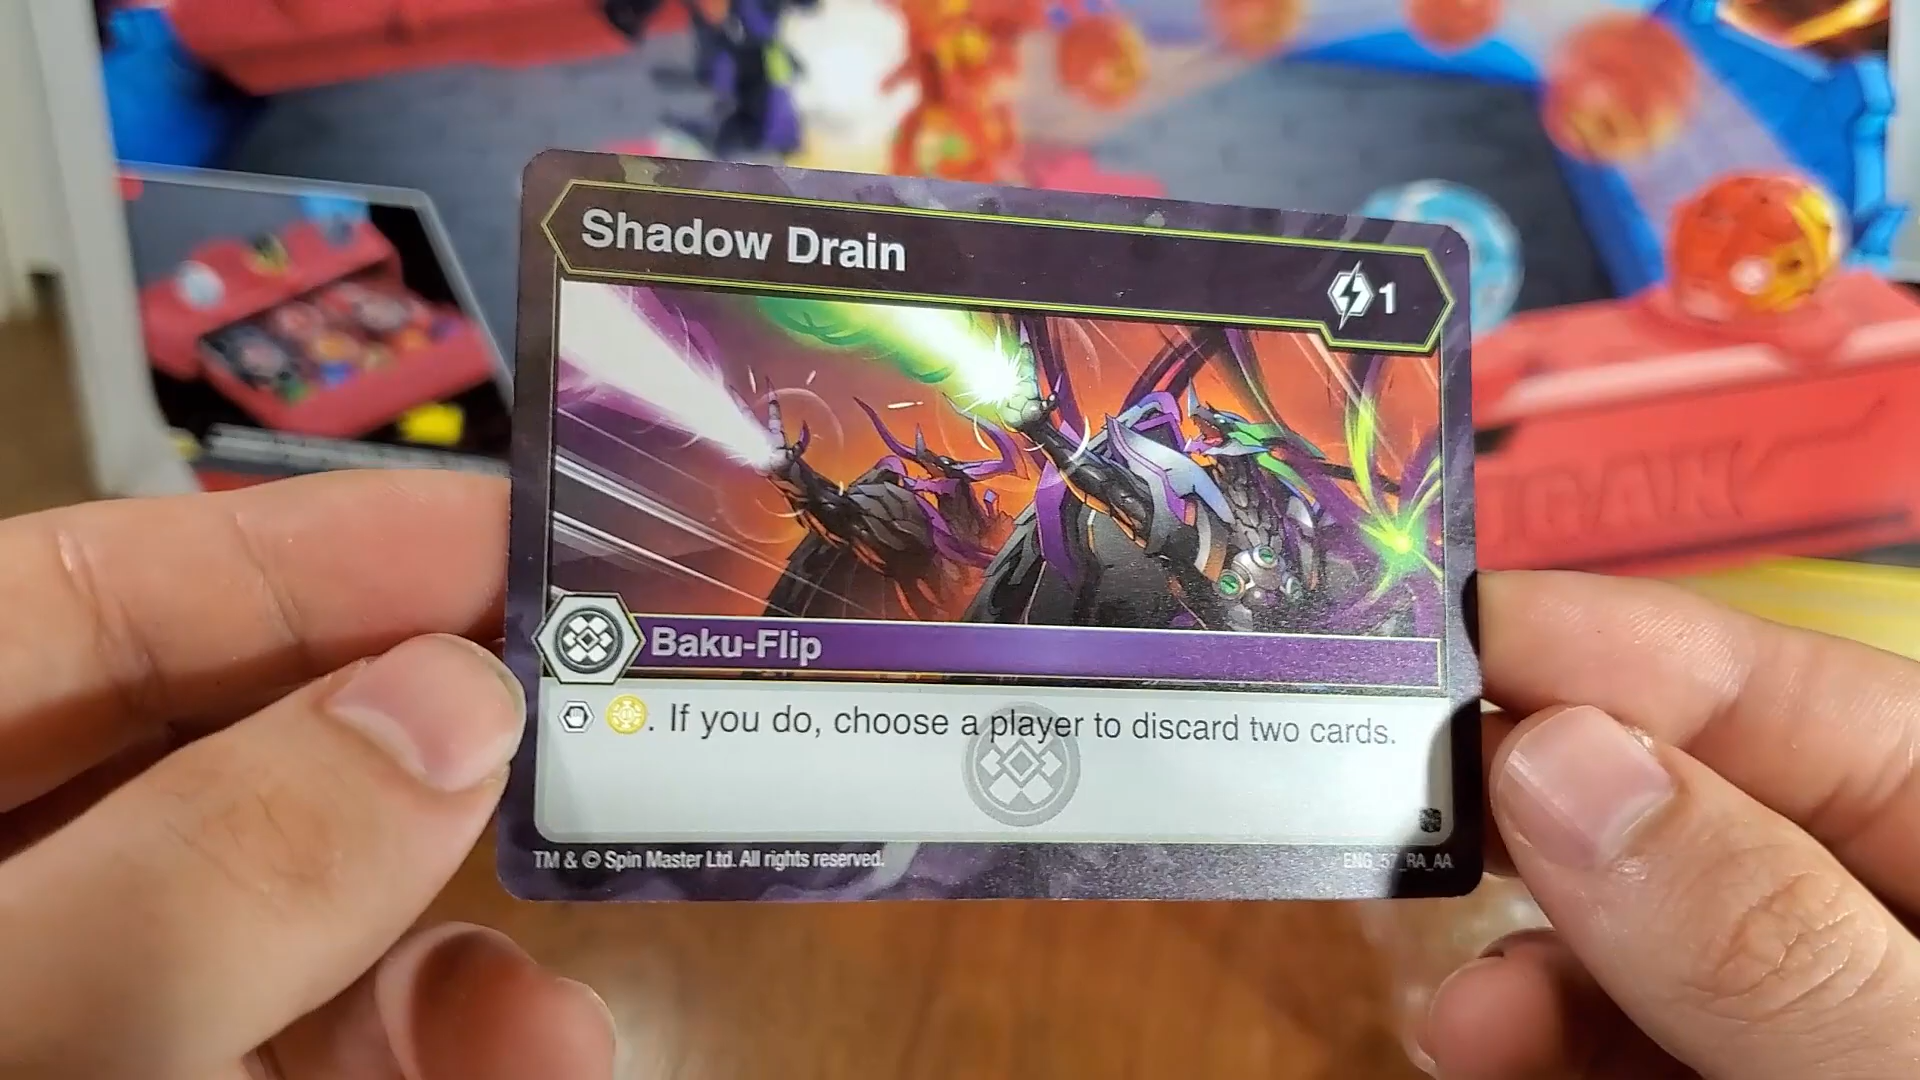 Shadow Drain
1
Baku-Flip
. If you do, choose a player to discard two cards.
TM & © Spin Master Ltd. All rights reserved.
ENG_57_RA_AA